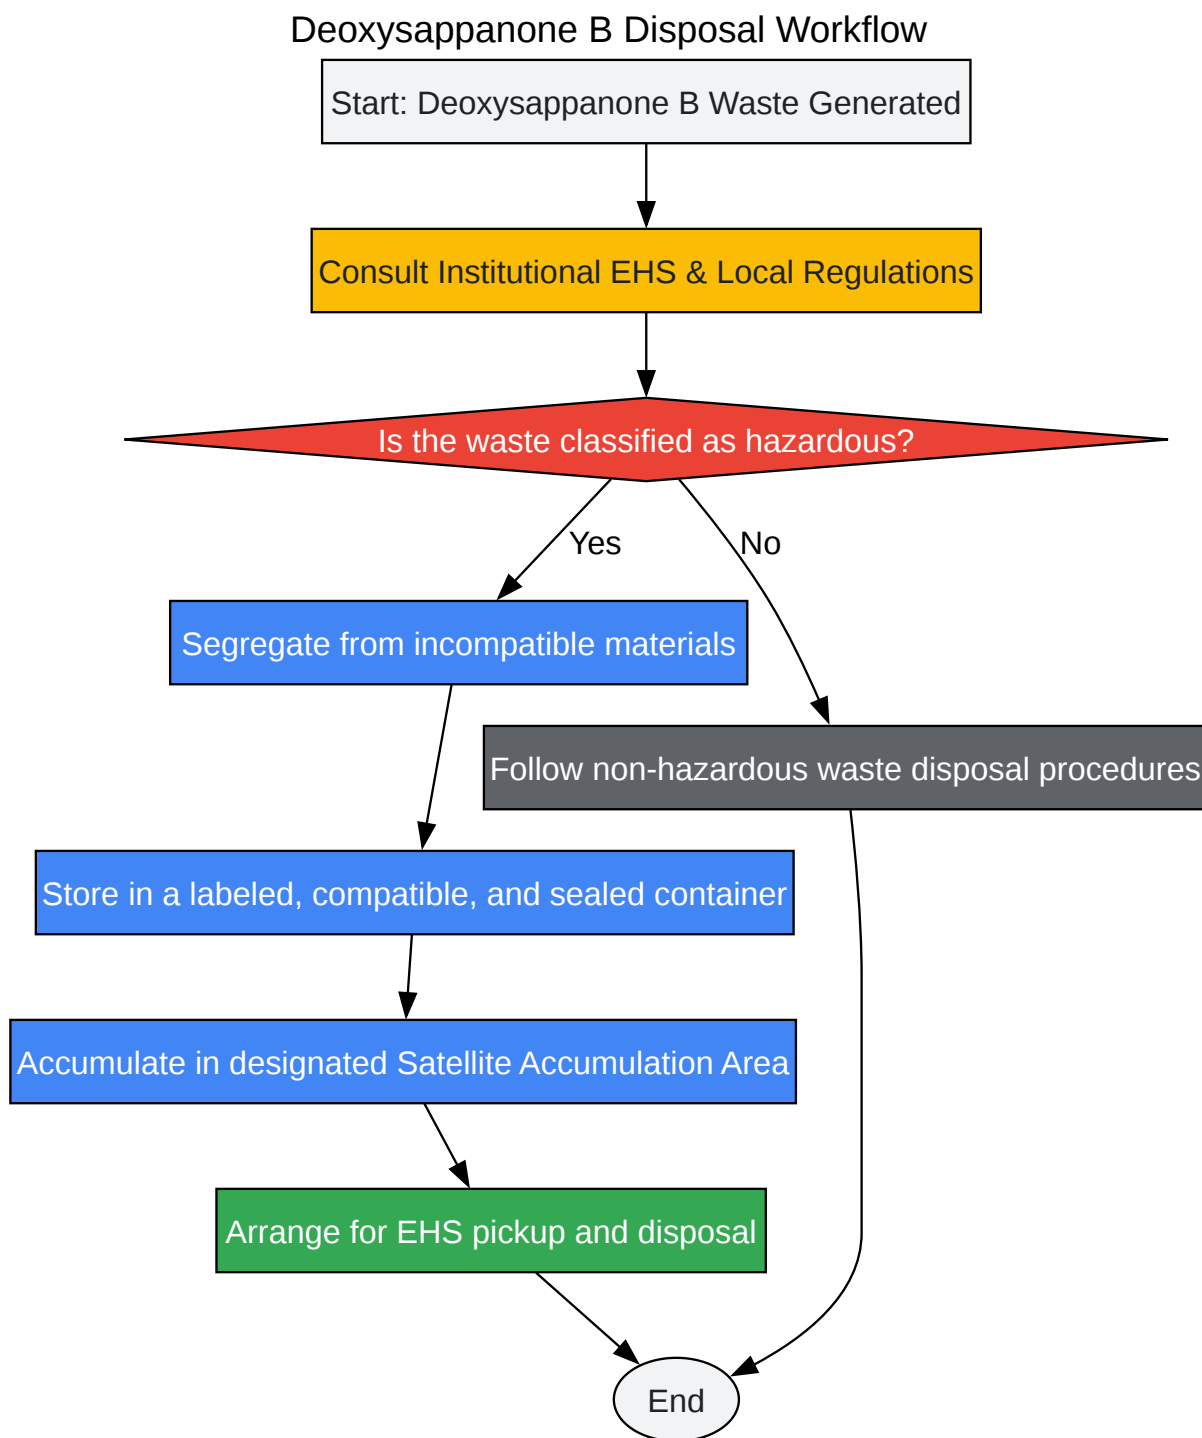 Deoxysappanone B Disposal Workflow
Start: Deoxysappanone B Waste Generated
Consult Institutional EHS & Local Regulations
Is the waste classified as hazardous?
Yes
No
Segregate from incompatible materials
Follow non-hazardous waste disposal procedures
Store in a labeled, compatible, and sealed container
Accumulate in designated Satellite Accumulation Area
Arrange for EHS pickup and disposal
End